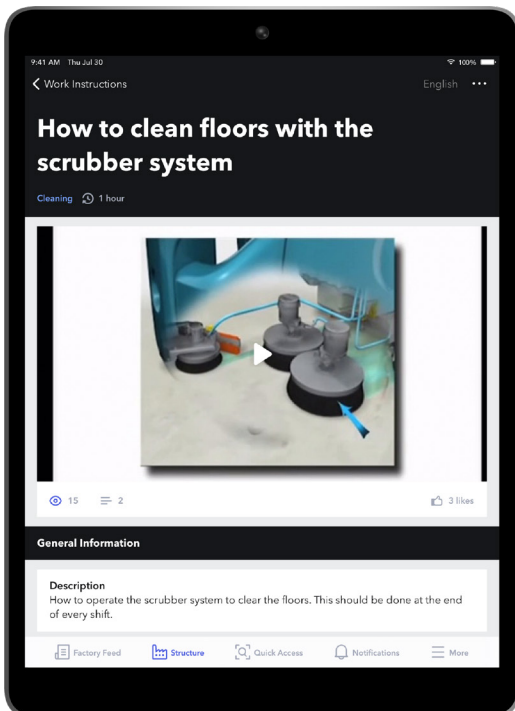 9:41 AM Thu Jul 30
100%
Work Instructions
English
How to clean floors with the
scrubber system
Cleaning
1 hour
15
2
3 likes
General Information
Description
How to operate the scrubber system to clear the floors. This should be done at the end
of every shift.
Factory Feed
Structure
Quick Access
Notifications
More